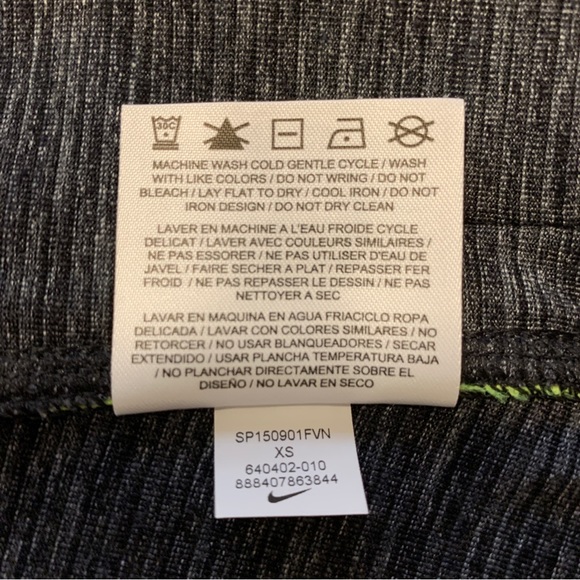 30C
MACHINE WASH COLD GENTLE CYCLE / WASH
WITH LIKE COLORS / DO NOT WRING / DO NOT
BLEACH / LAY FLAT TO DRY / COOL IRON / DO NOT
IRON DESIGN / DO NOT DRY CLEAN
LAVER EN MACHINE A L'EAU FROIDE CYCLE
DELICAT / LAVER AVEC COULEURS SIMILAIRES /
NE PAS ESSORER / NE PAS UTILISER D'EAU DE
JAVEL / FAIRE SECHER A PLAT / REPASSER FER
FROID / NE PAS REPASSER LE DESSIN / NE PAS
NETTOYER A SEC
LAVAR EN MAQUINA EN AGUA FRIACICLO ROPA
DELICADA / LAVAR CON COLORES SIMILARES / NO
RETORCER / NO USAR BLANQUEADORES / SECAR
EXTENDIDO / USAR PLANCHA TEMPERATURA BAJA
/ NO PLANCHAR DIRECTAMENTE SOBRE EL
DISEÑO / NO LAVAR EN SECO
SP150901FVN
XS
640402-010
888407863844